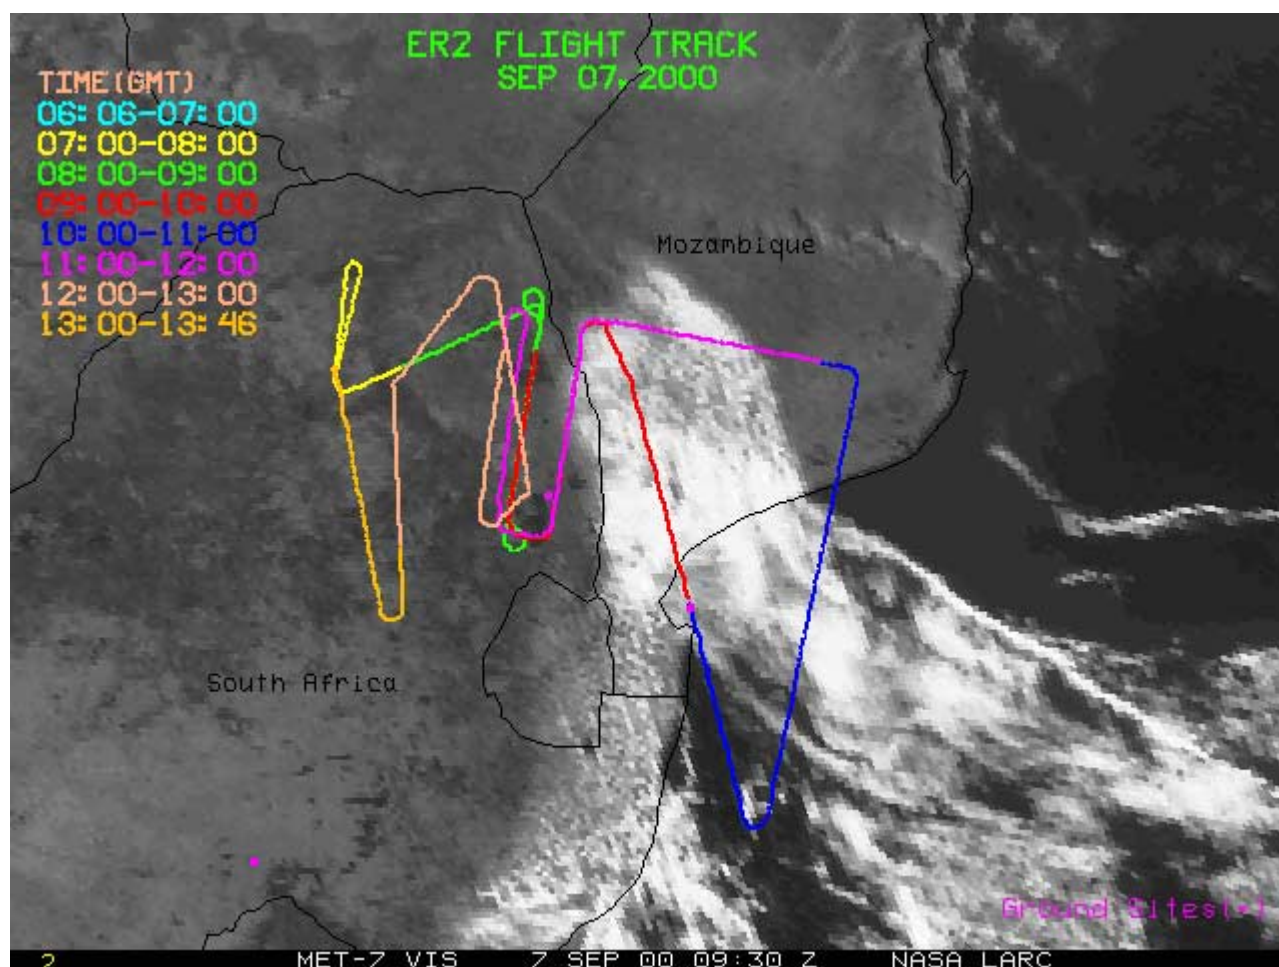 ER2 FLIGHT TRACK
SEP 07, 2000
TIME(GMT)
06:06-07:00
07:00-08:00
08:00-09:00
09:00-10:00
10:00-11:00
11:00-12:00
12:00-13:00
13:00-13:46
Mozambique
South Africa
Ground Sites(*)
2 MET-7 VIS 7 SEP 00 09:30 Z NASA LARC